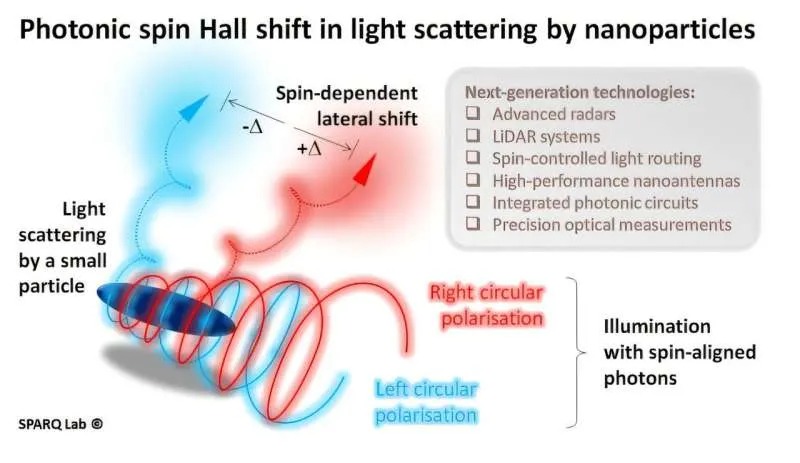 Photonic spin Hall shift in light scattering by nanoparticles
Spin-dependent
lateral shift
-Δ
+Δ
Next-generation technologies:
❑ Advanced radars
❑ LiDAR systems
❑ Spin-controlled light routing
❑ High-performance nanoantennas
❑ Integrated photonic circuits
❑ Precision optical measurements
Light
scattering
by a small
particle
Right circular
polarisation
Left circular
polarisation
Illumination
with spin-aligned
photons
SPARQ Lab ©